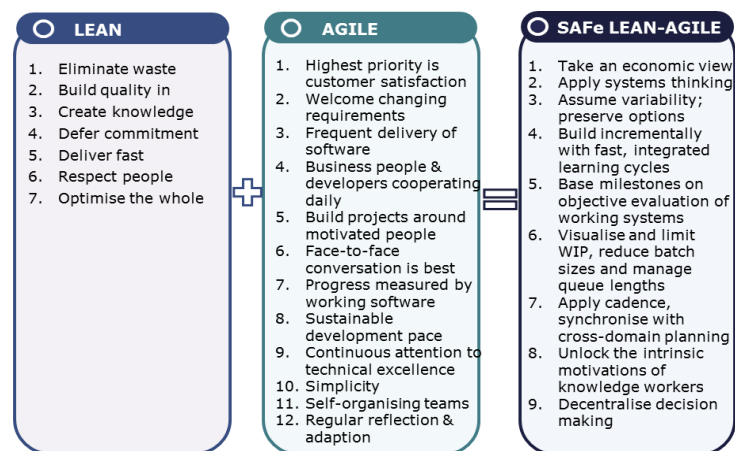 LEAN
1. Eliminate waste
2. Build quality in
3. Create knowledge
4. Defer commitment
5. Deliver fast
6. Respect people
7. Optimise the whole
AGILE
1. Highest priority is
customer satisfaction
2. Welcome changing
requirements
3. Frequent delivery of
software
4. Business people &
developers cooperating
daily
5. Build projects around
motivated people
6. Face-to-face
conversation is best
7. Progress measured by
working software
8. Sustainable
development pace
9. Continuous attention to
technical excellence
10. Simplicity
11. Self-organising teams
12. Regular reflection &
adaption
SAFe LEAN-AGILE
1. Take an economic view
2. Apply systems thinking
3. Assume variability;
preserve options
4. Build incrementally
with fast, integrated
learning cycles
5. Base milestones on
objective evaluation of
working systems
6. Visualise and limit
WIP, reduce batch
sizes and manage
queue lengths
7. Apply cadence,
synchronise with
cross-domain planning
8. Unlock the intrinsic
motivations of
knowledge workers
9. Decentralise decision
making